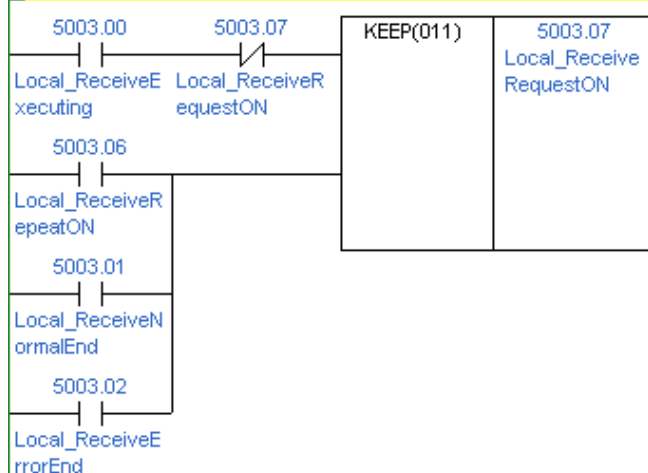 5003.00 5003.07 KEEP(011) 5003.07
Local_ReceiveE Local_ReceiveR Local_Receive
xecuting equestON RequestON
5003.06
Local_ReceiveR
epeatON
5003.01
Local_ReceiveN
ormalEnd
5003.02
Local_ReceiveE
rrorEnd